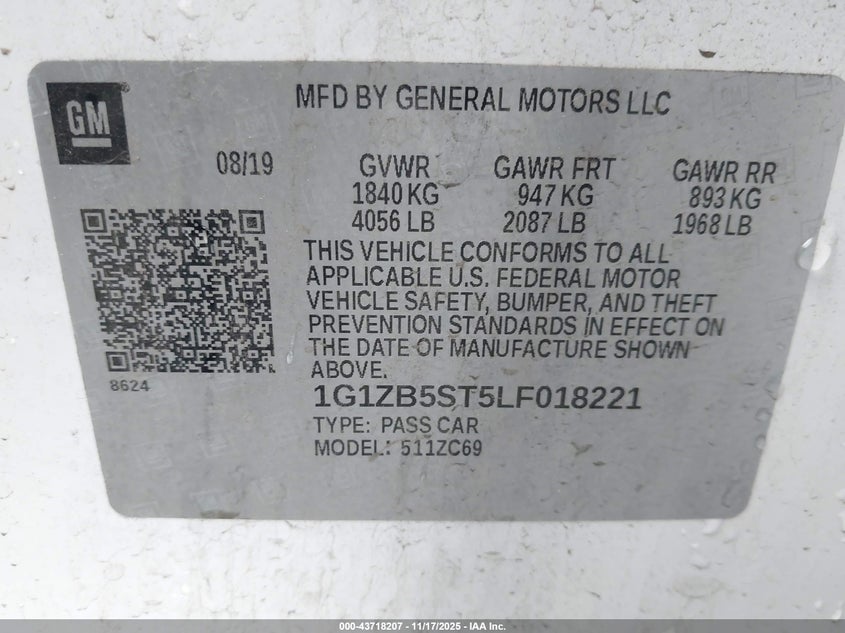 GM
MFD BY GENERAL MOTORS LLC
08/19
GVWR GAWR FRT GAWR RR
1840 KG 947 KG 893 KG
4056 LB 2087 LB 1968 LB
THIS VEHICLE CONFORMS TO ALL
APPLICABLE U.S. FEDERAL MOTOR
VEHICLE SAFETY, BUMPER, AND THEFT
PREVENTION STANDARDS IN EFFECT ON
THE DATE OF MANUFACTURE SHOWN
ABOVE.
8624
1G1ZB5ST5LF018221
TYPE: PASS CAR
MODEL: 511ZC69
000-43718207 - 11/17/2025 - IAA Inc.